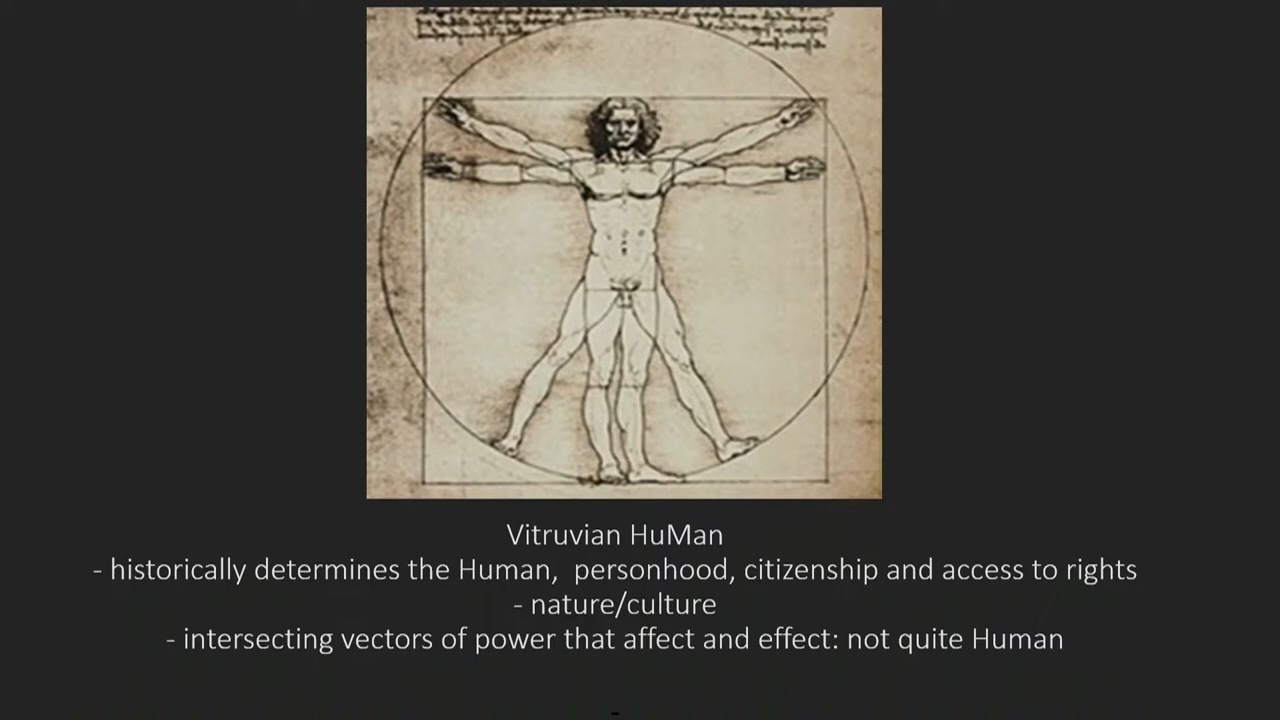 Vitruvian HuMan
- historically determines the Human,  personhood, citizenship and access to rights
- nature/culture
- intersecting vectors of power that affect and effect: not quite Human
-